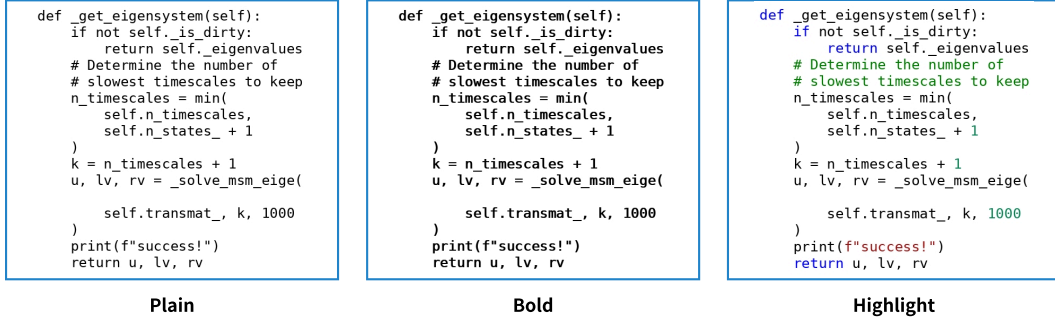 def _get_eigensystem(self):
    if not self._is_dirty:
        return self._eigenvalues
    # Determine the number of
    # slowest timescales to keep
    n_timescales = min(
        self.n_timescales,
        self.n_states_ + 1
    )
    k = n_timescales + 1
    u, lv, rv = _solve_msm_eige(

        self.transmat_, k, 1000
    )
    print(f"success!")
    return u, lv, rv
Plain
def _get_eigensystem(self):
    if not self._is_dirty:
        return self._eigenvalues
    # Determine the number of
    # slowest timescales to keep
    n_timescales = min(
        self.n_timescales,
        self.n_states_ + 1
    )
    k = n_timescales + 1
    u, lv, rv = _solve_msm_eige(

        self.transmat_, k, 1000
    )
    print(f"success!")
    return u, lv, rv
Bold
def _get_eigensystem(self):
    if not self._is_dirty:
        return self._eigenvalues
    # Determine the number of
    # slowest timescales to keep
    n_timescales = min(
        self.n_timescales,
        self.n_states_ + 1
    )
    k = n_timescales + 1
    u, lv, rv = _solve_msm_eige(

        self.transmat_, k, 1000
    )
    print(f"success!")
    return u, lv, rv
Highlight